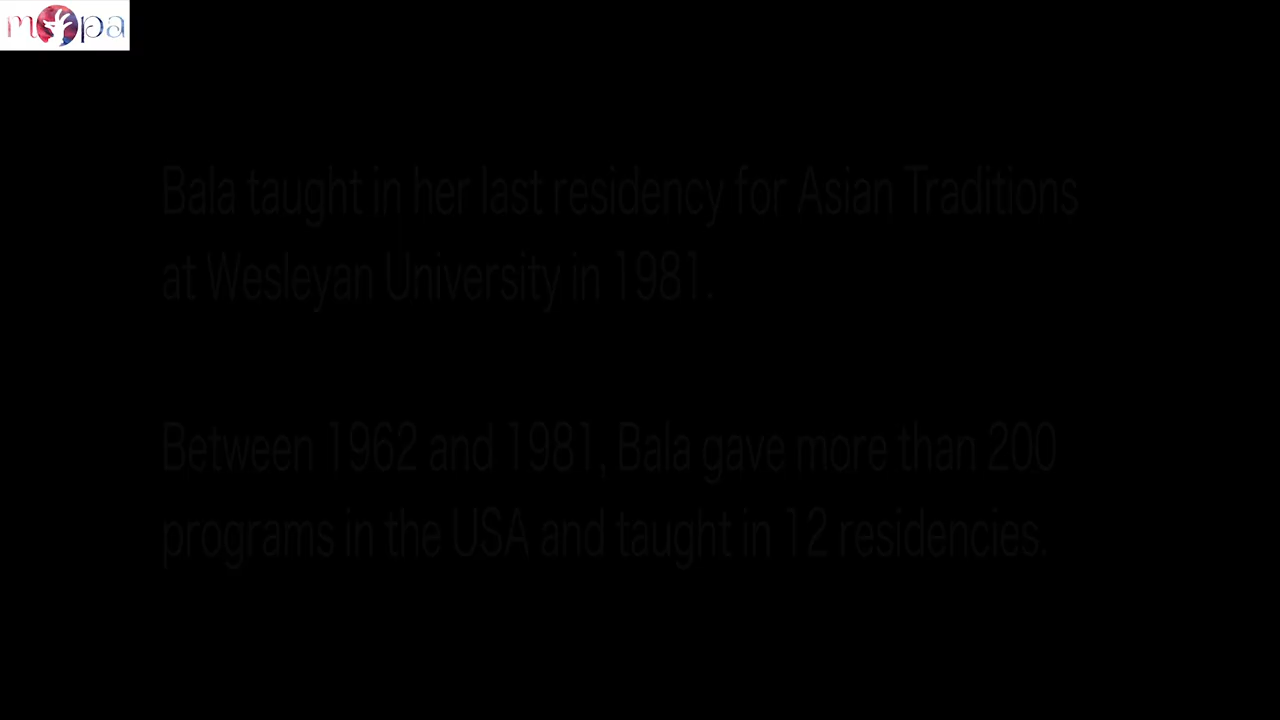 mopa
Bala taught in her last residency for Asian Traditions
at Wesleyan University in 1981.
Between 1962 and 1981, Bala gave more than 200
programs in the USA and taught in 12 residencies.